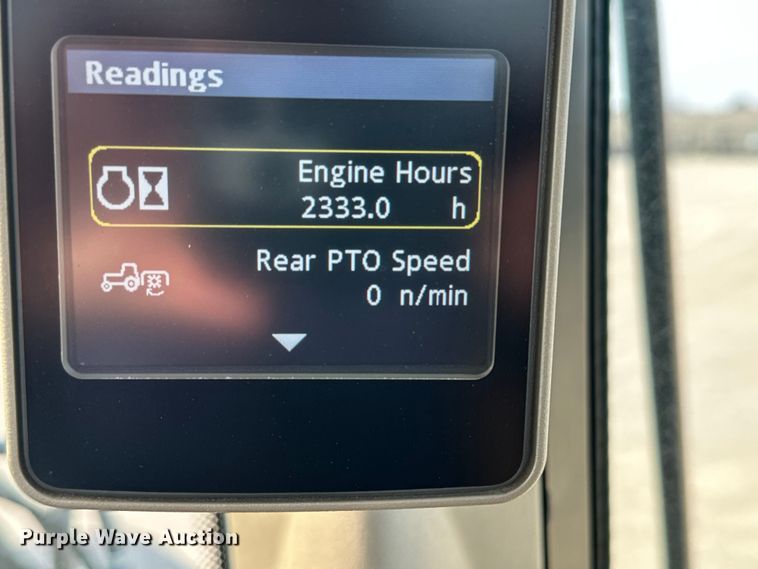 Readings
Engine Hours
2333.0 h
Rear PTO Speed
0 n/min
Purple Wave Auction